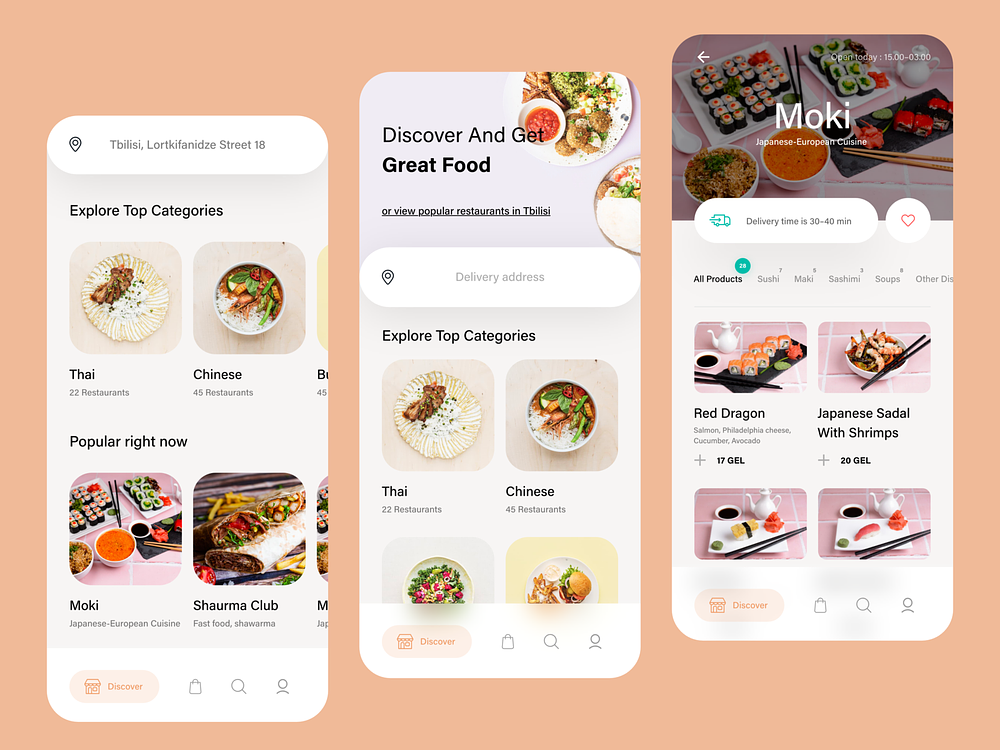 Tbilisi, Lortkifanidze Street 18
Explore Top Categories
Thai
22 Restaurants
Chinese
45 Restaurants
Bu
45
Popular right now
Moki
Japanese-European Cuisine
Shaurma Club
Fast food, shawarma
M
Jap
Discover
Discover And Get
Great Food
or view popular restaurants in Tbilisi
Delivery address
Explore Top Categories
Thai
22 Restaurants
Chinese
45 Restaurants
Discover
Open today : 15:00-03:00
Moki
Japanese-European Cuisine
Delivery time is 30-40 min
All Products 28 Sushi 7 Maki 5 Sashimi 3 Soups 8 Other Dis
Red Dragon
Salmon, Philadelphia cheese,
Cucumber, Avocado
17 GEL
Japanese Sadal
With Shrimps
20 GEL
Discover